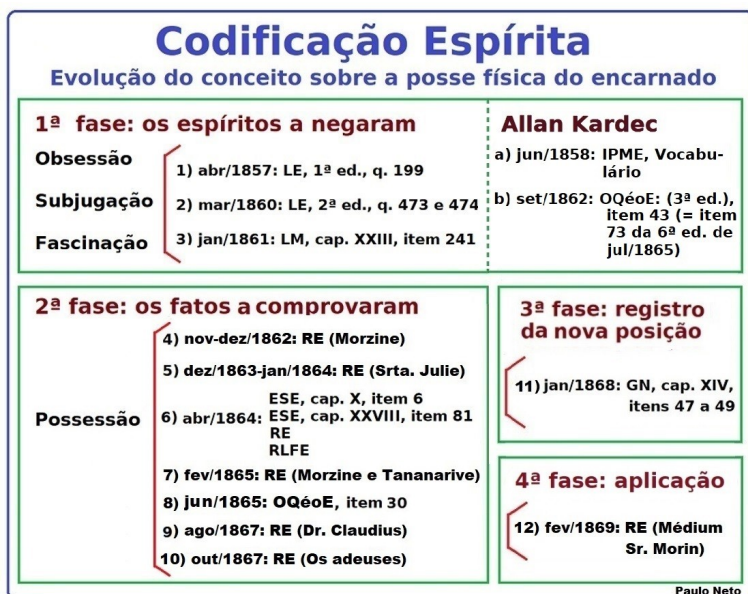 Codificação Espírita
Evolução do conceito sobre a posse física do encarnado
1ª fase: os espíritos a negaram
Obsessão
Subjugação
Fascinação
1) abr/1857: LE, 1ª ed., q. 199
2) mar/1860: LE, 2ª ed., q. 473 e 474
3) jan/1861: LM, cap. XXIII, item 241
Allan Kardec
a) jun/1858: IPME, Vocabu-
lário
b) set/1862: OQéoE: (3ª ed.),
item 43 (= item
73 da 6ª ed. de
jul/1865)
2ª fase: os fatos a comprovaram
Possessão
4) nov-dez/1862: RE (Morzine)
5) dez/1863-jan/1864: RE (Srta. Julie)
6) abr/1864:
ESE, cap. X, item 6
ESE, cap. XXVIII, item 81
RE
RLFE
7) fev/1865: RE (Morzine e Tananarive)
8) jun/1865: OQéoE, item 30
9) ago/1867: RE (Dr. Claudius)
10) out/1867: RE (Os adeuses)
3ª fase: registro
da nova posição
11) jan/1868: GN, cap. XIV,
itens 47 a 49
4ª fase: aplicação
12) fev/1869: RE (Médium
Sr. Morin)
Paulo Neto